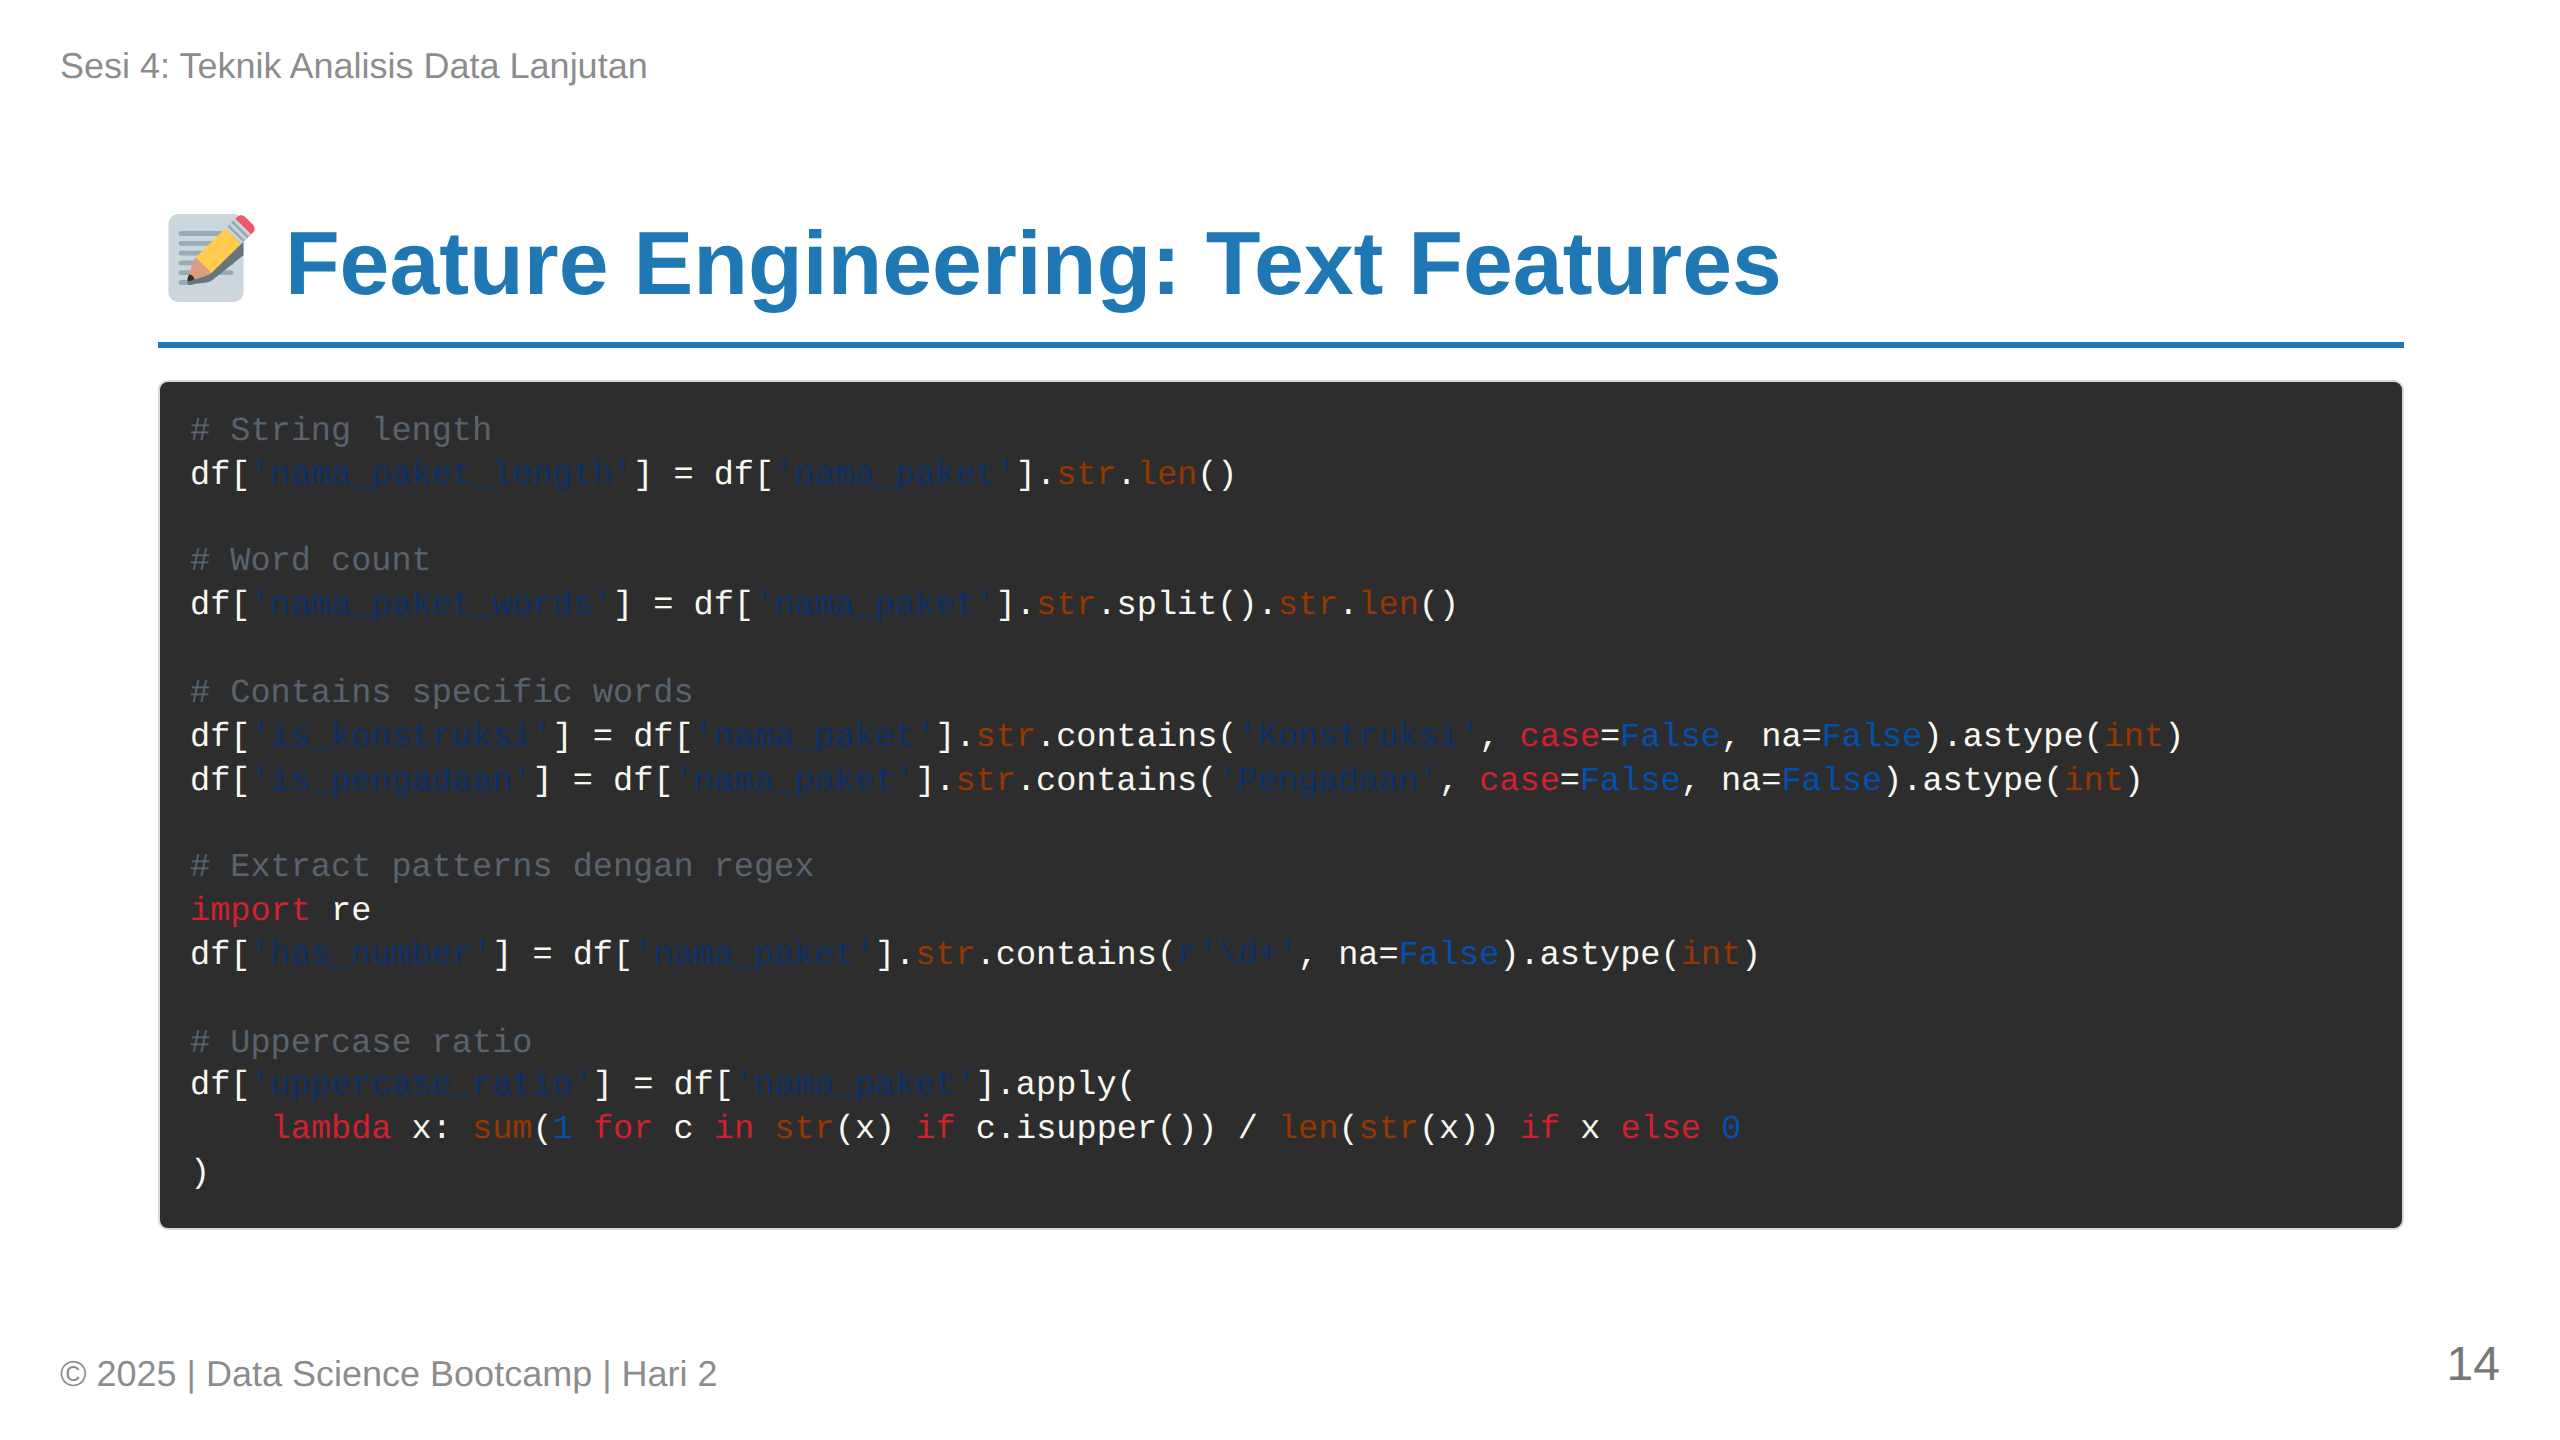 Sesi 4: Teknik Analisis Data Lanjutan
📝 Feature Engineering: Text Features
# String length
df['nama_paket_length'] = df['nama_paket'].str.len()
# Word count
df['nama_paket_words'] = df['nama_paket'].str.split().str.len()
# Contains specific words
df['is_konstruksi'] = df['nama_paket'].str.contains('Konstruksi', case=False, na=False).astype(int)
df['is_pengadaan'] = df['nama_paket'].str.contains('Pengadaan', case=False, na=False).astype(int)
# Extract patterns dengan regex
import re
df['has_number'] = df['nama_paket'].str.contains(r'\d+', na=False).astype(int)
# Uppercase ratio
df['uppercase_ratio'] = df['nama_paket'].apply(
    lambda x: sum(1 for c in str(x) if c.isupper()) / len(str(x)) if x else 0
)
© 2025 | Data Science Bootcamp | Hari 2
14